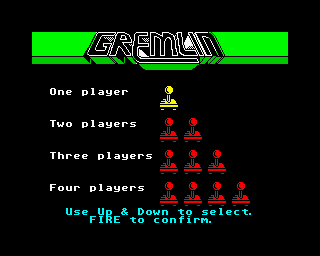 GREMLIN
One player
Two players
Three players
Four players
Use Up & Down to select.
FIRE to confirm.